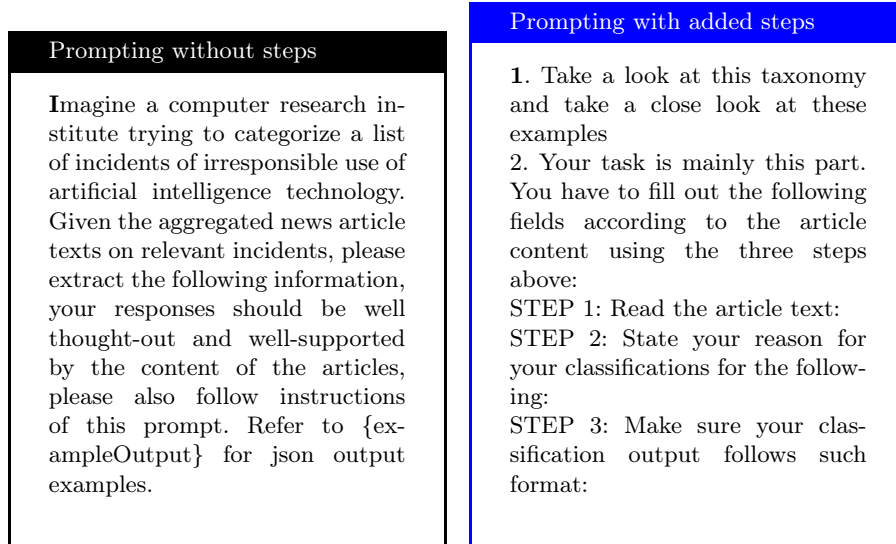 Prompting without steps
Imagine a computer research in-
stitute trying to categorize a list
of incidents of irresponsible use of
artificial intelligence technology.
Given the aggregated news article
texts on relevant incidents, please
extract the following information,
your responses should be well
thought-out and well-supported
by the content of the articles,
please also follow instructions
of this prompt. Refer to {ex-
ampleOutput} for json output
examples.
Prompting with added steps
1. Take a look at this taxonomy
and take a close look at these
examples
2. Your task is mainly this part.
You have to fill out the following
fields according to the article
content using the three steps
above:
STEP 1: Read the article text:
STEP 2: State your reason for
your classifications for the follow-
ing:
STEP 3: Make sure your clas-
sification output follows such
format: